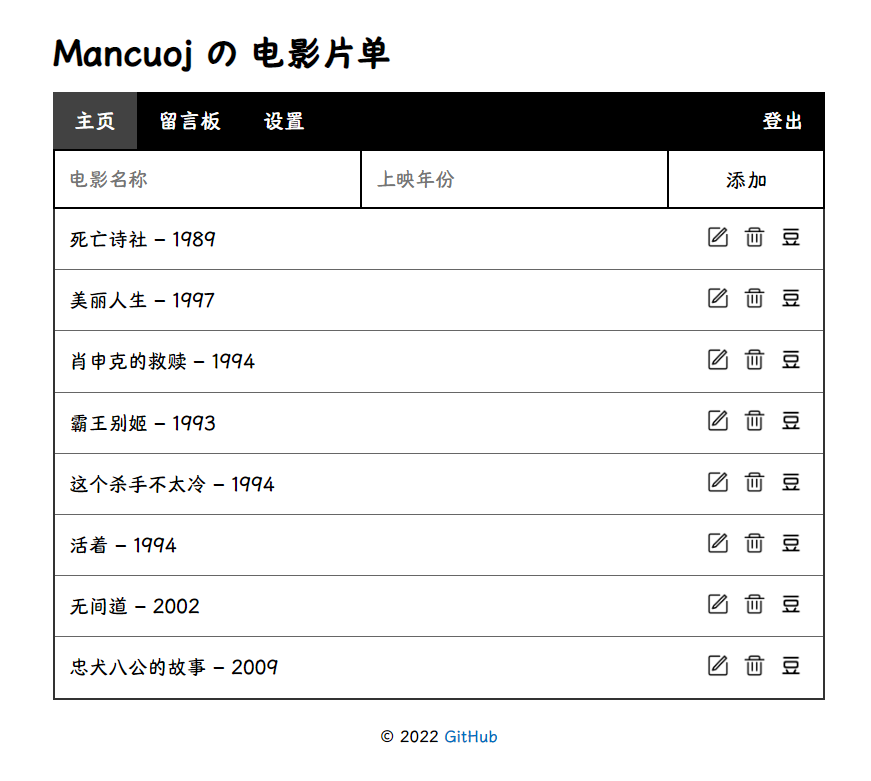 Mancuoj の 电影片单
主页 留言板 设置 登出
电影名称 上映年份 添加
死亡诗社 – 1989 豆
美丽人生 – 1997 豆
肖申克的救赎 – 1994 豆
霸王别姬 – 1993 豆
这个杀手不太冷 – 1994 豆
活着 – 1994 豆
无间道 – 2002 豆
忠犬八公的故事 – 2009 豆
© 2022 GitHub